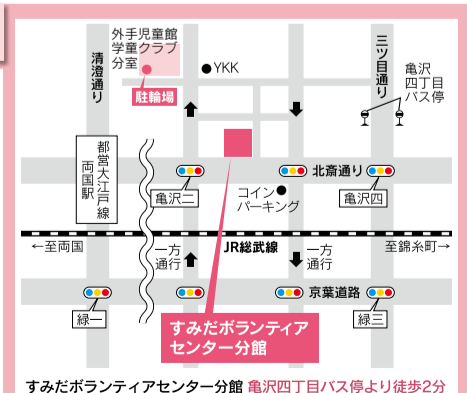 外手児童館
学童クラブ
分室
YKK
駐輪場
清澄通り
三ツ目通り
亀沢
四丁目
バス停
都営大江戸線
両国駅
亀沢二
コイン
パーキング
北斎通り
亀沢四
←至両国
一方
通行
JR総武線
一方
通行
至錦糸町→
京葉道路
緑一
緑三
すみだボランティア
センター分館
すみだボランティアセンター分館 亀沢四丁目バス停より徒歩2分